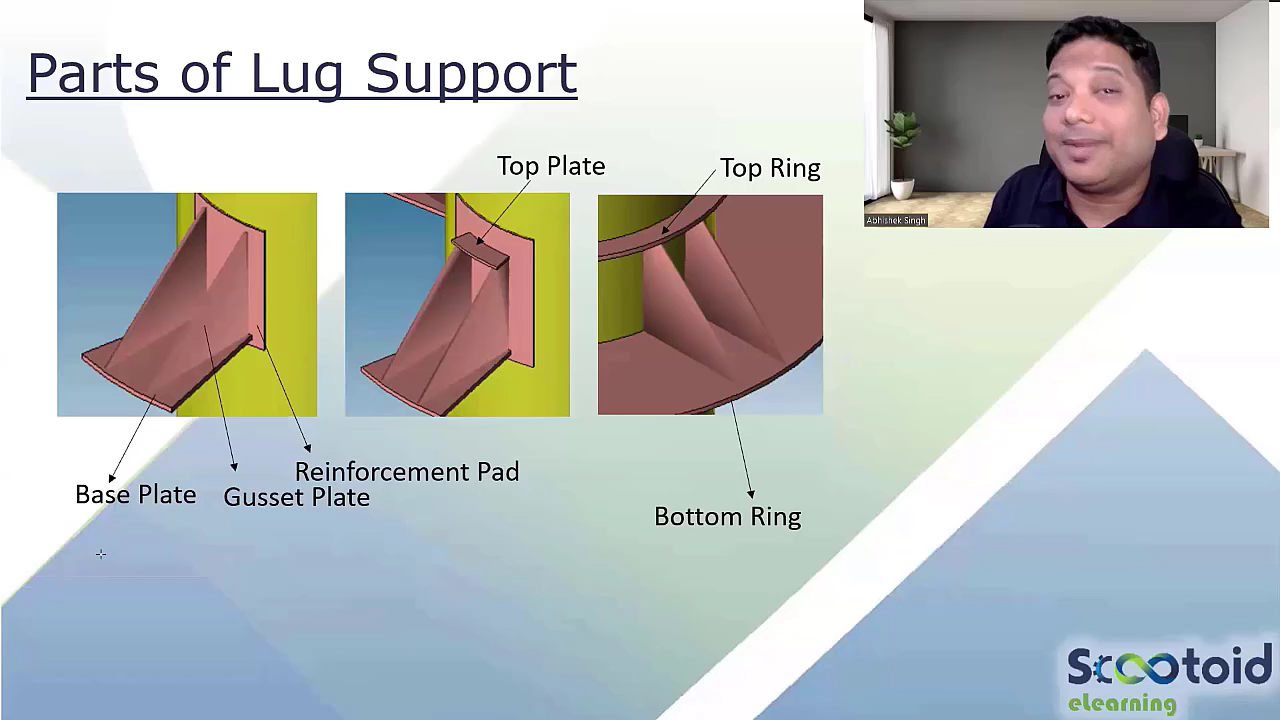 Parts of Lug Support
Top Plate
Top Ring
Abhishek Singh
Reinforcement Pad
Base Plate
Gusset Plate
Bottom Ring
Scootoid
elearning